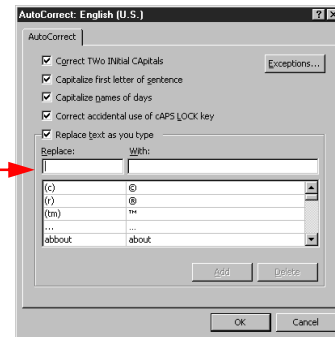 AutoCorrect: English (U.S.)
AutoCorrect
Correct TWo INitial CApitals
Exceptions...
Capitalize first letter of sentence
Capitalize names of days
Correct accidental use of cAPS LOCK key
Replace text as you type
Replace: With:
(c) ©
(r) ®
(tm) ™
... ...
abbout about
Add Delete
OK Cancel